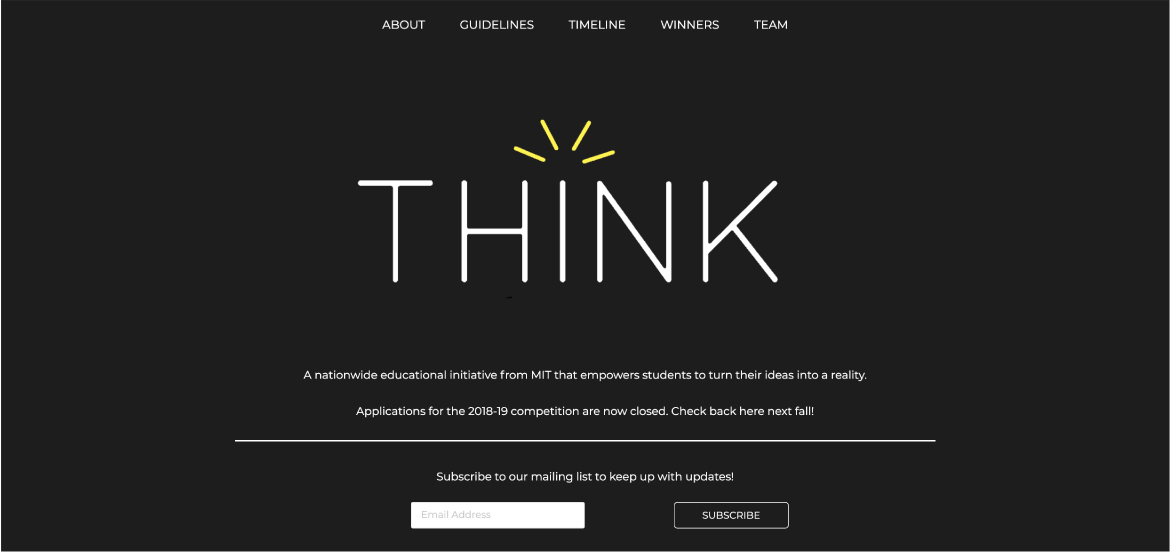 ABOUT GUIDELINES TIMELINE WINNERS TEAM
THINK
A nationwide educational initiative from MIT that empowers students to turn their ideas into a reality.
Applications for the 2018-19 competition are now closed. Check back here next fall!
Subscribe to our mailing list to keep up with updates!
Email Address SUBSCRIBE